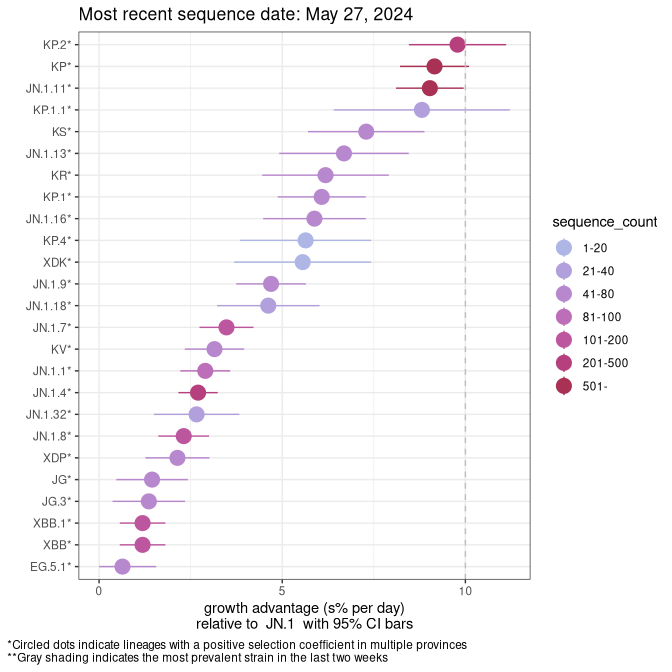 Most recent sequence date: May 27, 2024
KP.2*
KP*
JN.1.11*
KP.1.1*
KS*
JN.1.13*
KR*
KP.1*
JN.1.16*
KP.4*
XDK*
JN.1.9*
JN.1.18*
JN.1.7*
KV*
JN.1.1*
JN.1.4*
JN.1.32*
JN.1.8*
XDP*
JG*
JG.3*
XBB.1*
XBB*
EG.5.1*
0 5 10
growth advantage (s% per day)
relative to JN.1 with 95% CI bars
sequence_count
1-20
21-40
41-80
81-100
101-200
201-500
501-
*Circled dots indicate lineages with a positive selection coefficient in multiple provinces
**Gray shading indicates the most prevalent strain in the last two weeks